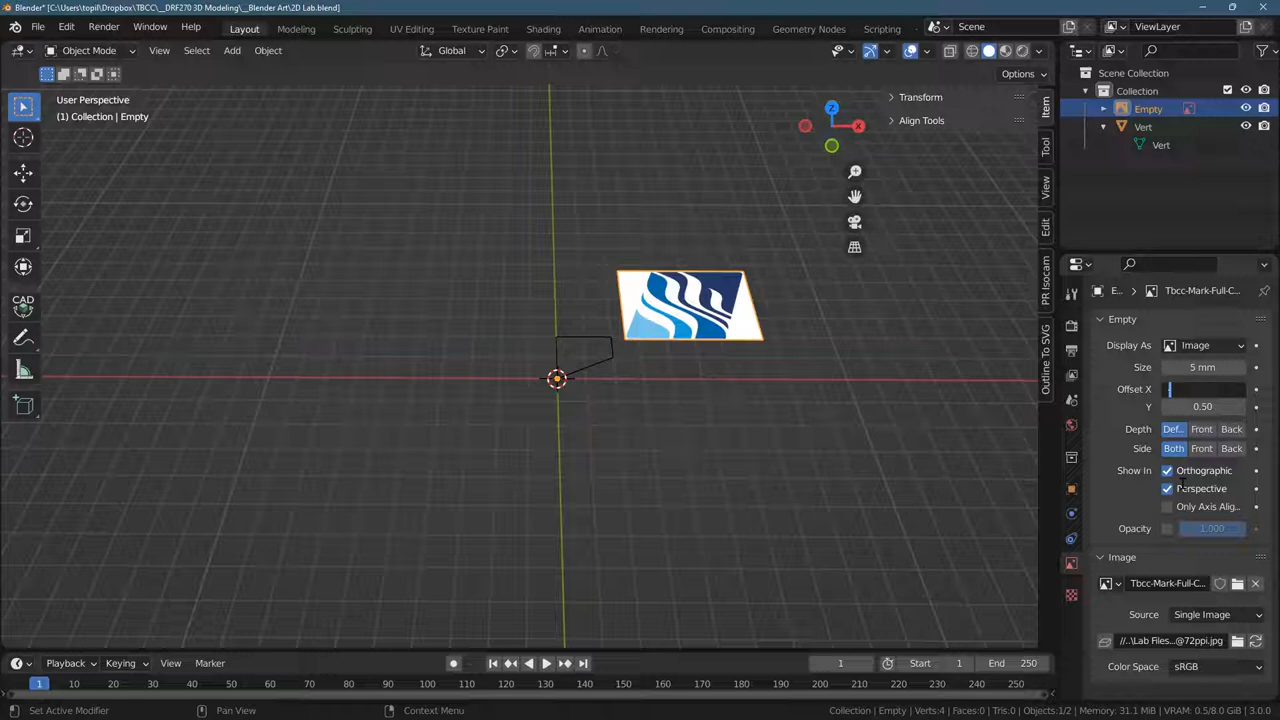 Blender* [C:\Users\topil\Dropbox\TBCC\__DRF270 3D Modeling\__Blender Art\2D Lab.blend]
File Edit Render Window Help Layout Modeling Sculpting UV Editing Texture Paint Shading Animation Rendering Compositing Geometry Nodes Scripting Scene ViewLayer
Object Mode View Select Add Object Global
Options
User Perspective
(1) Collection | Empty
Transform
Align Tools
Z
X
Item
Tool
View
Edit
PR Isocam
Outline To SVG
CAD
Scene Collection
Collection
Empty
Vert
Vert
E... Tbcc-Mark-Full-C...
Empty
Display As Image
Size 5 mm
Offset X
Y 0.50
Depth Def... Front Back
Side Both Front Back
Show In Orthographic
Perspective
Only Axis Alig...
Opacity 1.000
Image
Tbcc-Mark-Full-C...
Source Single Image
//..\Lab Files...@72ppi.jpg
Color Space sRGB
Playback Keying View Marker 1 Start 1 End 250
1 10 20 30 40 50 60 70 80 90 100 110 120 130 140 150 160 170 180 190 200 210 220 230 240 250
Set Active Modifier Pan View Context Menu Collection | Empty | Verts:4 | Faces:0 | Tris:0 | Objects:1/2 | Memory: 31.1 MiB | VRAM: 0.5/8.0 GiB | 3.0.0